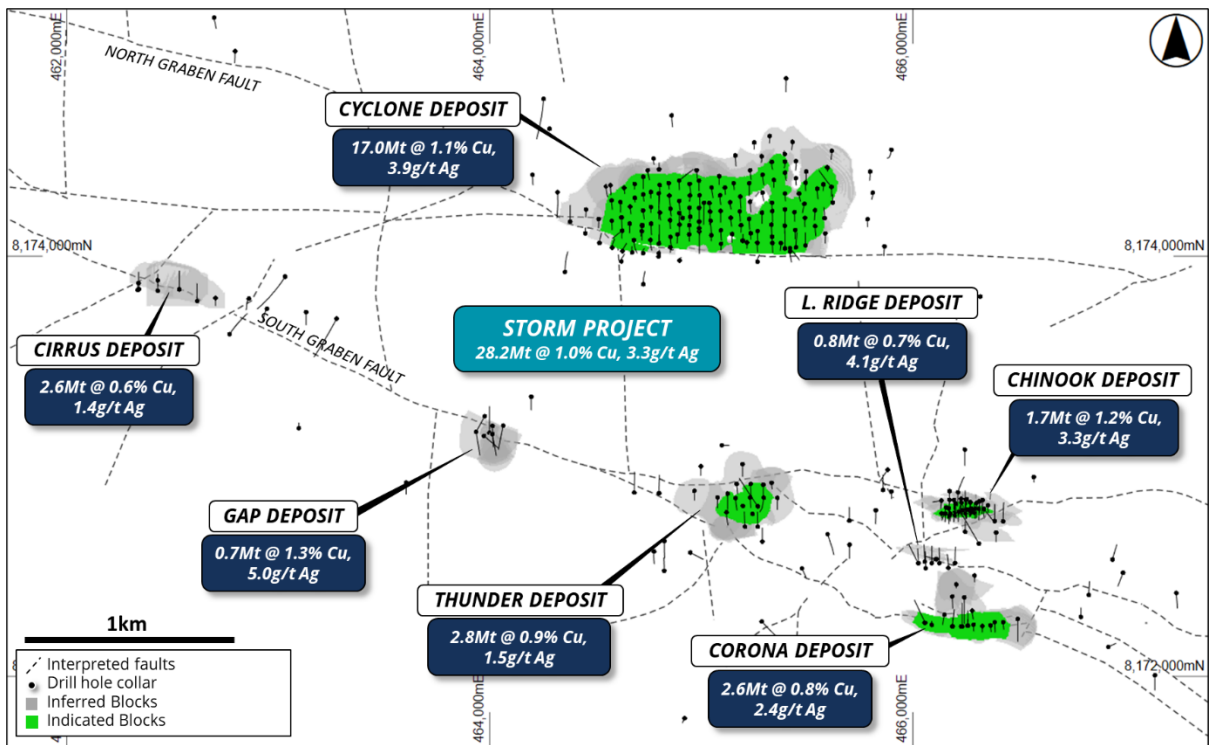 462,000mE
464,000mE
466,000mE
NORTH GRABEN FAULT
CYCLONE DEPOSIT
17.0Mt @ 1.1% Cu,
3.9g/t Ag
8,174,000mN
8,174,000mN
SOUTH GRABEN FAULT
STORM PROJECT
28.2Mt @ 1.0% Cu, 3.3g/t Ag
L. RIDGE DEPOSIT
0.8Mt @ 0.7% Cu,
4.1g/t Ag
CIRRUS DEPOSIT
2.6Mt @ 0.6% Cu,
1.4g/t Ag
CHINOOK DEPOSIT
1.7Mt @ 1.2% Cu,
3.3g/t Ag
GAP DEPOSIT
0.7Mt @ 1.3% Cu,
5.0g/t Ag
THUNDER DEPOSIT
2.8Mt @ 0.9% Cu,
1.5g/t Ag
CORONA DEPOSIT
2.6Mt @ 0.8% Cu,
2.4g/t Ag
1km
Interpreted faults
Drill hole collar
Inferred Blocks
Indicated Blocks
8,172,000mN
464,000mE
466,000mE